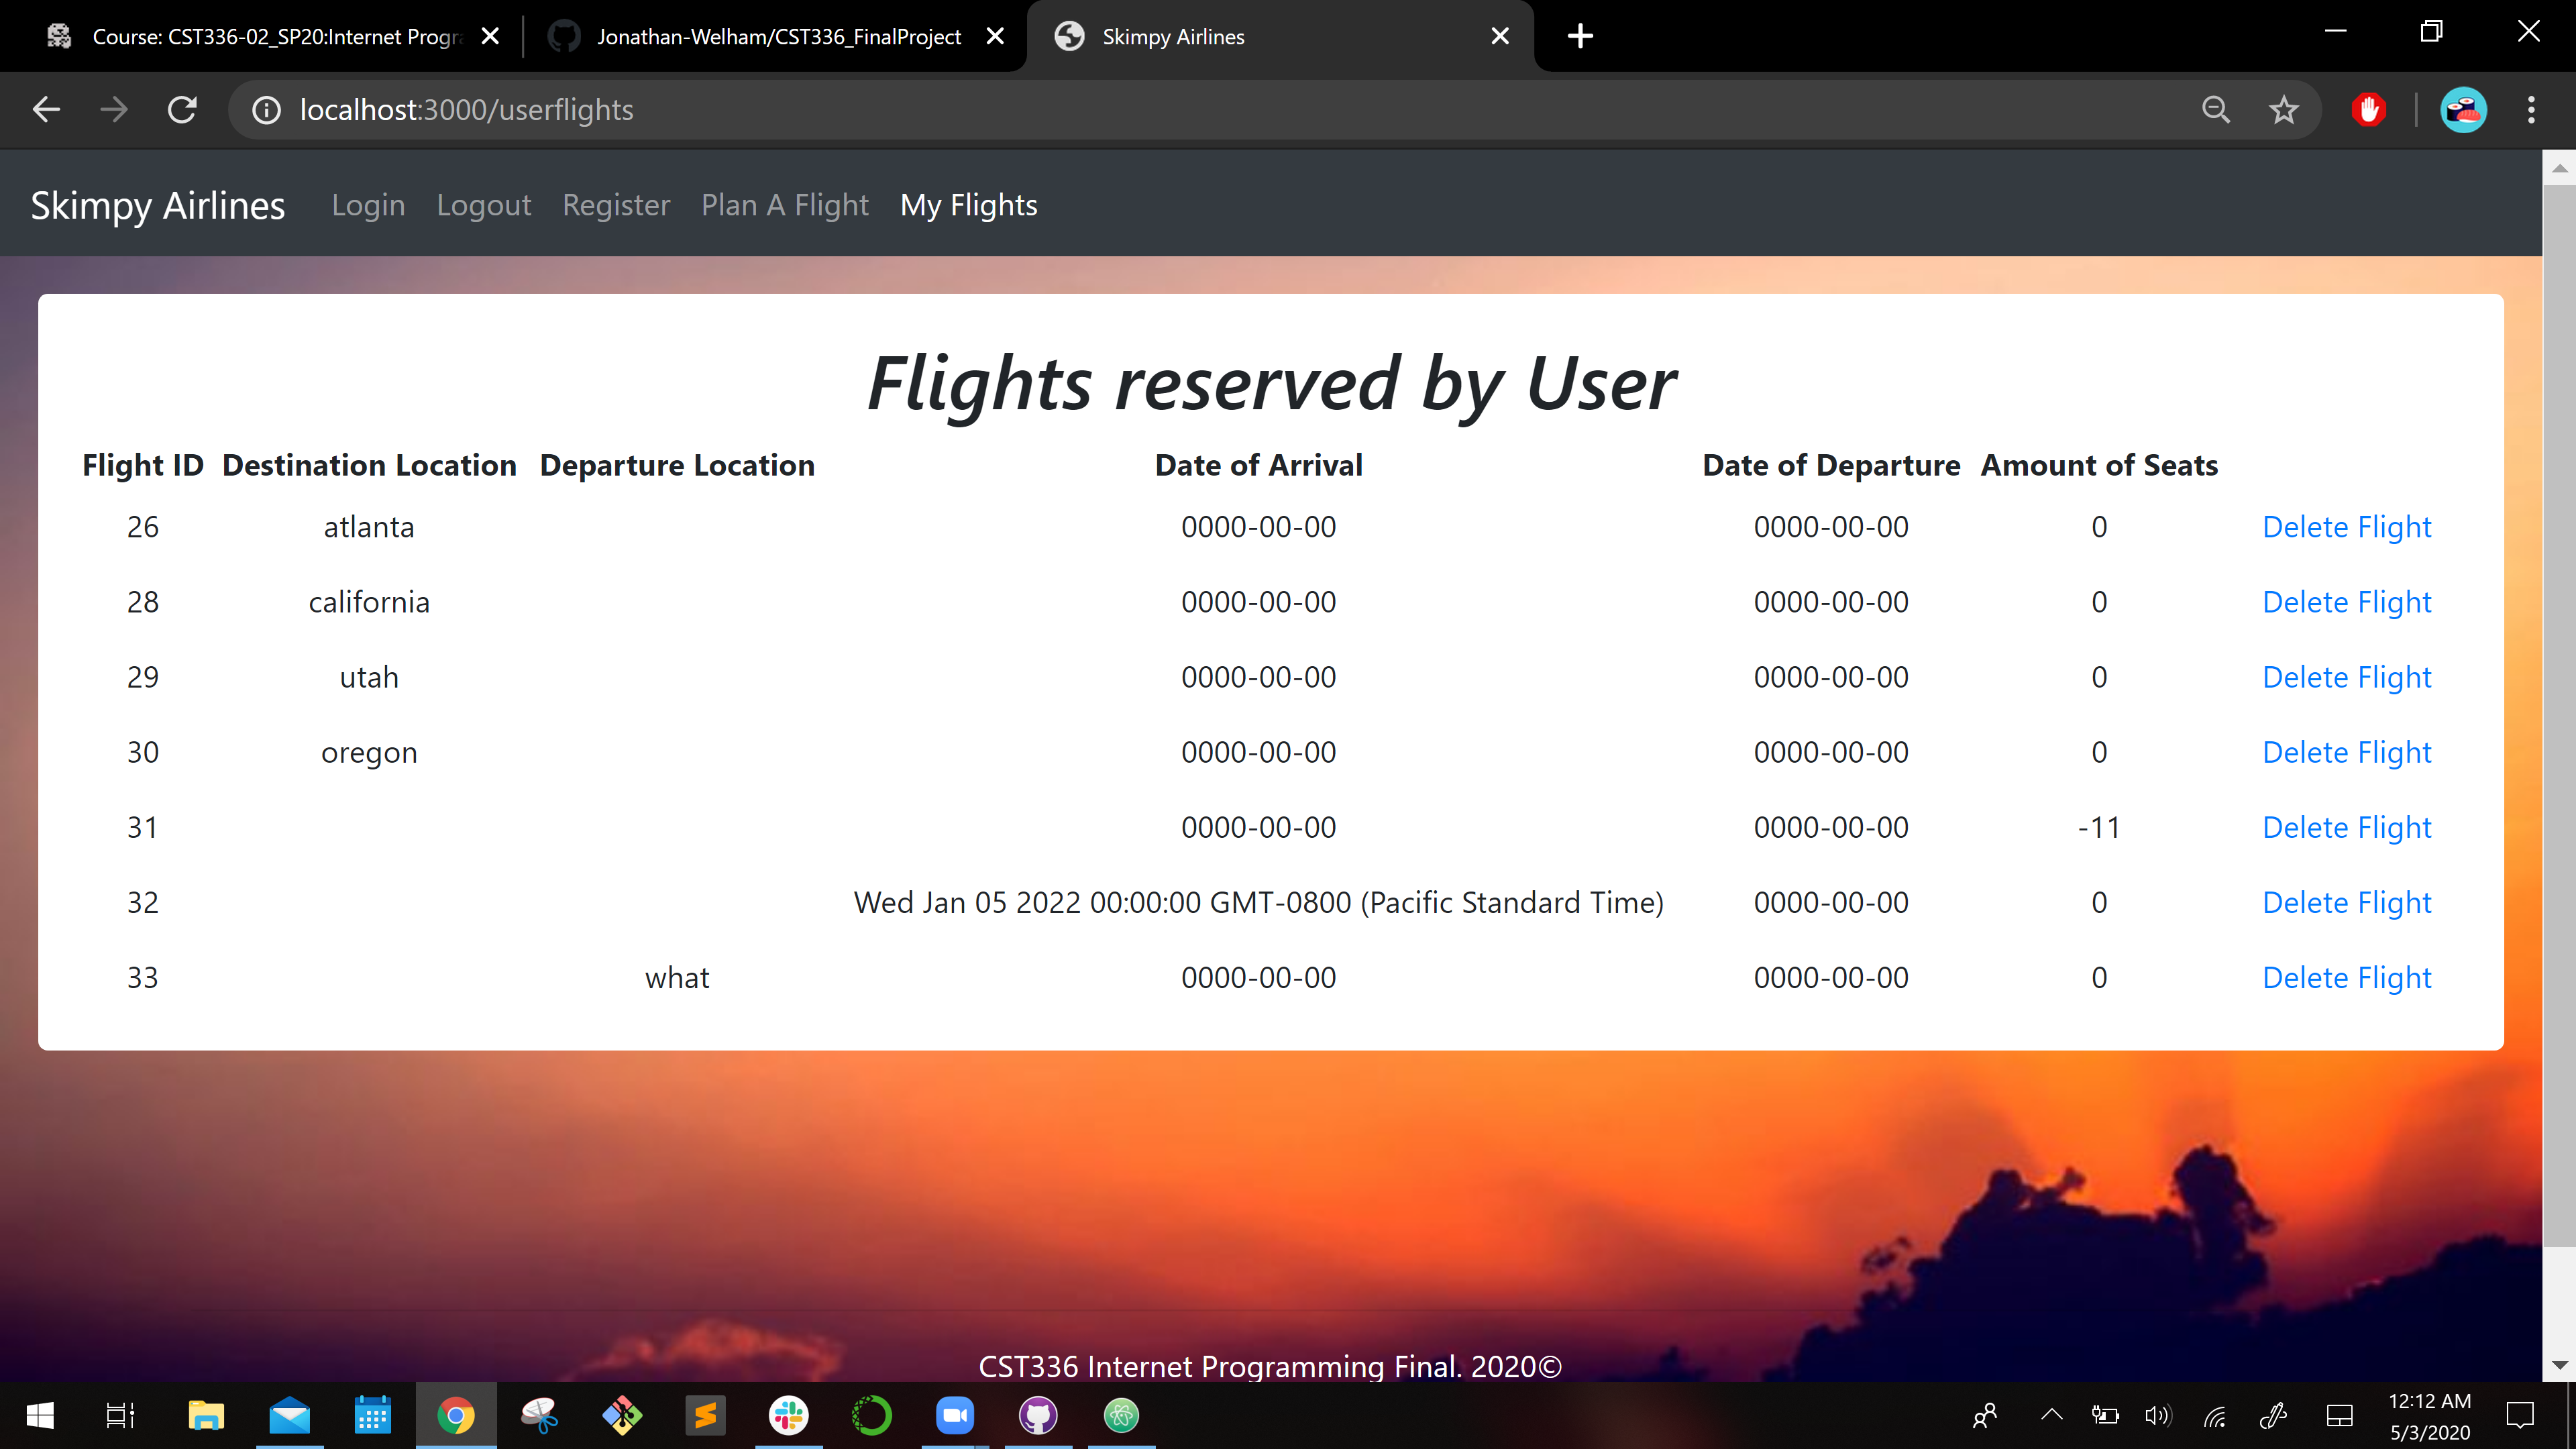 Course: CST336-02_SP20:Internet Progra
Jonathan-Welham/CST336_FinalProject
Skimpy Airlines
localhost:3000/userflights
Skimpy Airlines Login Logout Register Plan A Flight My Flights
Flights reserved by User
Flight ID Destination Location Departure Location Date of Arrival Date of Departure Amount of Seats
26 atlanta 0000-00-00 0000-00-00 0 Delete Flight
28 california 0000-00-00 0000-00-00 0 Delete Flight
29 utah 0000-00-00 0000-00-00 0 Delete Flight
30 oregon 0000-00-00 0000-00-00 0 Delete Flight
31 0000-00-00 0000-00-00 -11 Delete Flight
32 Wed Jan 05 2022 00:00:00 GMT-0800 (Pacific Standard Time) 0000-00-00 0 Delete Flight
33 what 0000-00-00 0000-00-00 0 Delete Flight
CST336 Internet Programming Final. 2020©
12:12 AM
5/3/2020